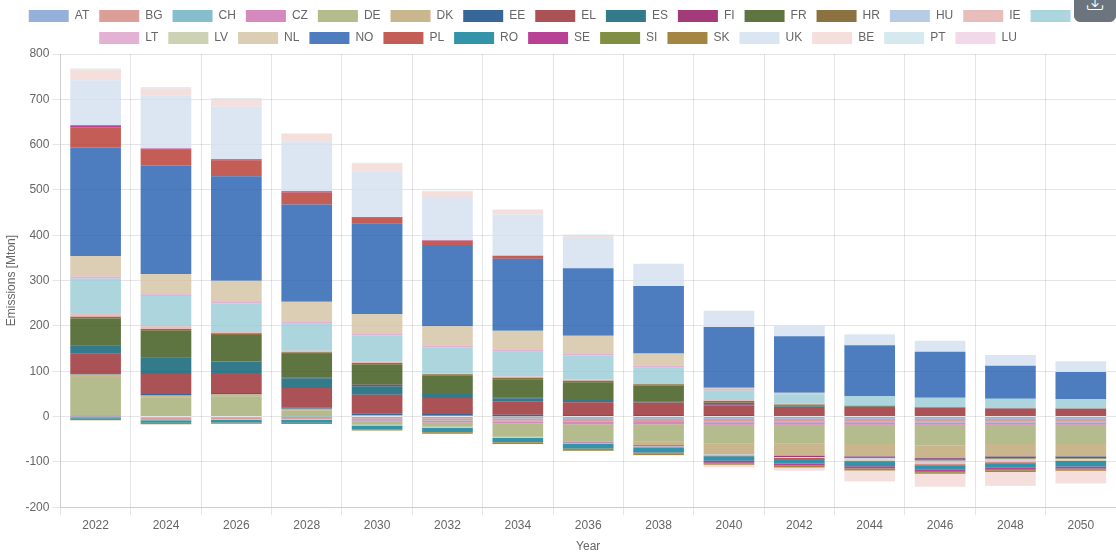 AT BG CH CZ DE DK EE EL ES FI FR HR HU IE
LT LV NL NO PL RO SE SI SK UK BE PT LU
800
700
600
500
400
300
200
100
0
-100
-200
Emissions [Mton]
2022 2024 2026 2028 2030 2032 2034 2036 2038 2040 2042 2044 2046 2048 2050
Year